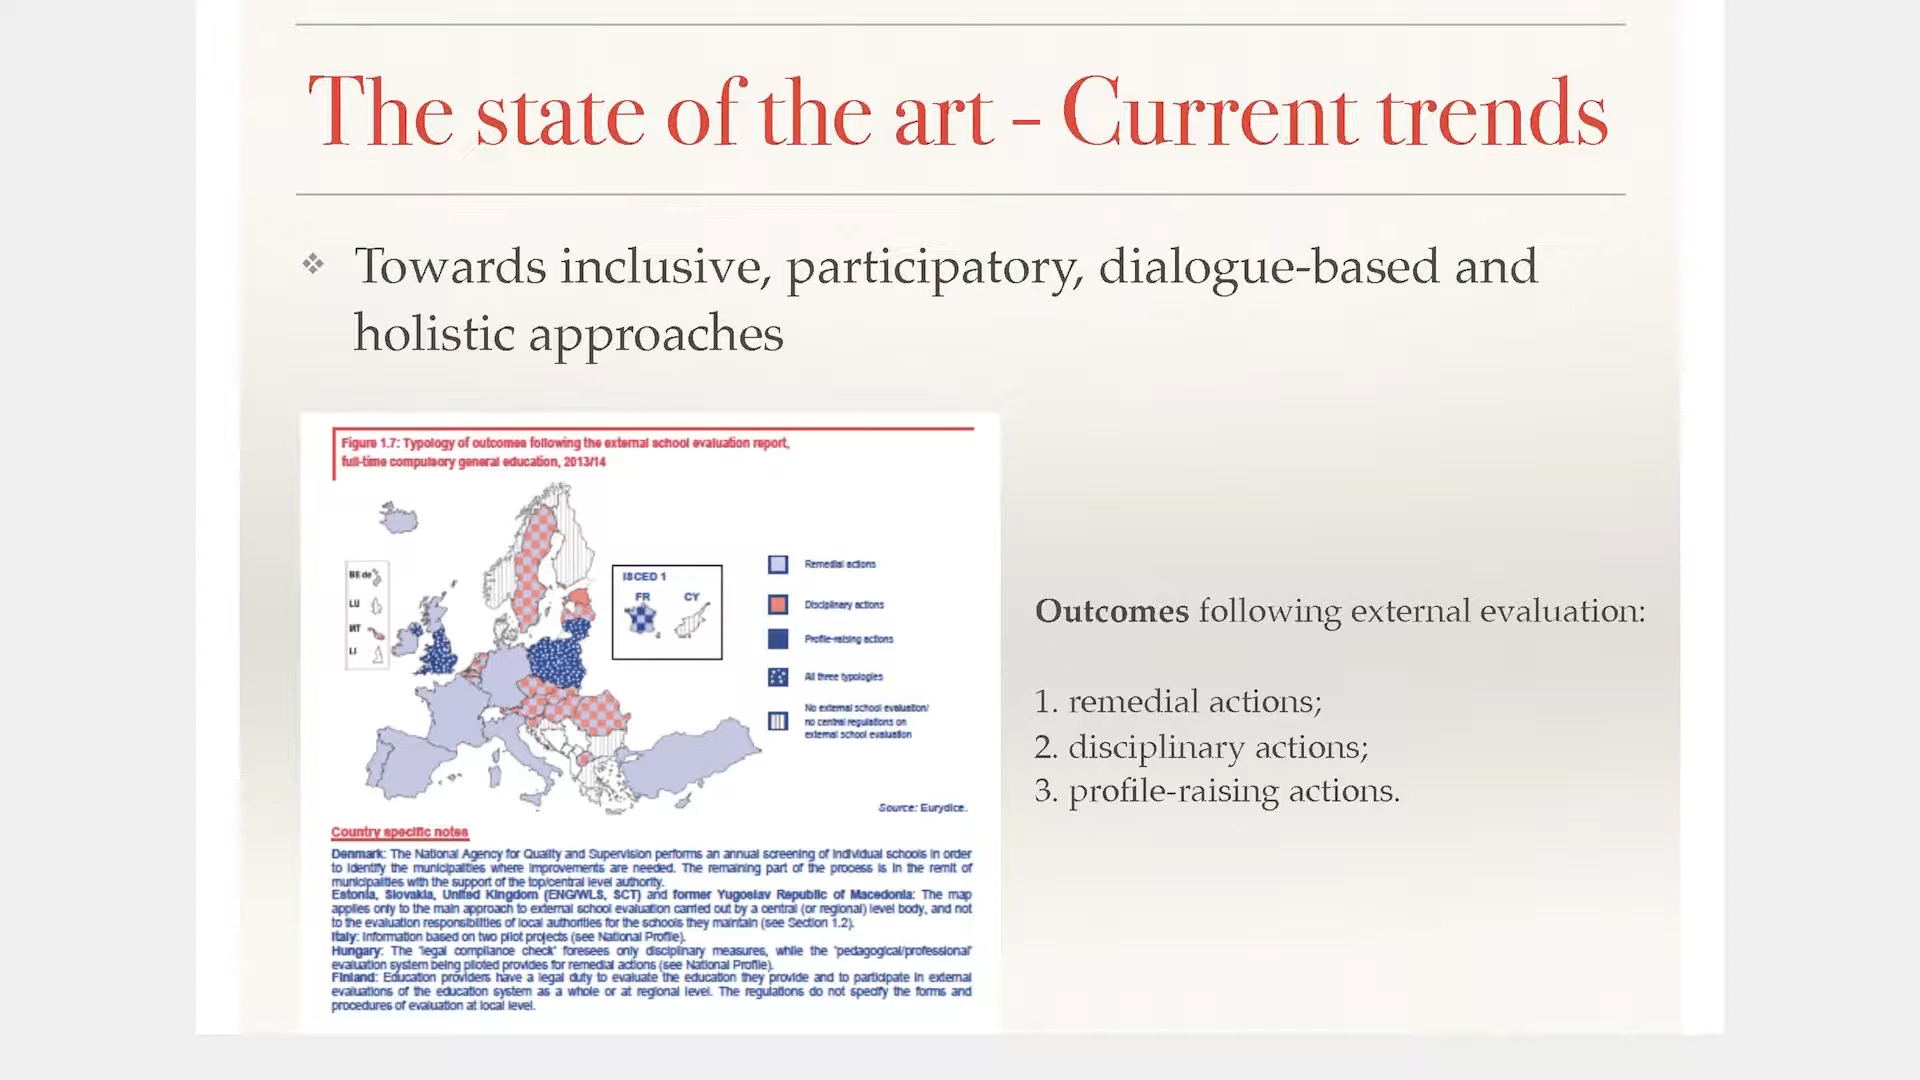 The state of the art - Current trends
❖ Towards inclusive, participatory, dialogue-based and
holistic approaches
Figure 1.7: Typology of outcomes following the external school evaluation report,
full-time compulsory general education, 2013/14
BE de
LU
MT
LI
ISCED 1
FR CY
Remedial actions
Disciplinary actions
Profile-raising actions
All three typologies
No external school evaluation/
no central regulations on
external school evaluation
Source: Eurydice.
Country specific notes
Denmark: The National Agency for Quality and Supervision performs an annual screening of individual schools in order
to identify the municipalities where improvements are needed. The remaining part of the process is in the remit of
municipalities with the support of the top/central level authority.
Estonia, Slovakia, United Kingdom (ENG/WLS, SCT) and former Yugoslav Republic of Macedonia: The map
applies only to the main approach to external school evaluation carried out by a central (or regional) level body, and not
to the evaluation responsibilities of local authorities for the schools they maintain (see Section 1.2).
Italy: Information based on two pilot projects (see National Profile).
Hungary: The 'legal compliance check' foresees only disciplinary measures, while the 'pedagogical/professional'
evaluation system being piloted provides for remedial actions (see National Profile).
Finland: Education providers have a legal duty to evaluate the education they provide and to participate in external
evaluations of the education system as a whole or at regional level. The regulations do not specify the forms and
procedures of evaluation at local level.
Outcomes following external evaluation:
1. remedial actions;
2. disciplinary actions;
3. profile-raising actions.